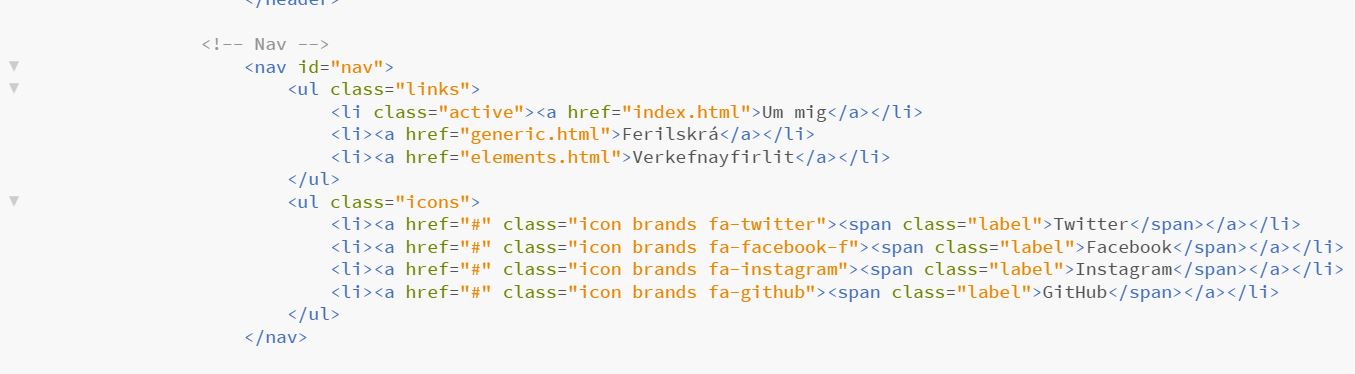 </header>
<!-- Nav -->
<nav id="nav">
<ul class="links">
<li class="active"><a href="index.html">Um mig</a></li>
<li><a href="generic.html">Ferilskrá</a></li>
<li><a href="elements.html">Verkefnayfirlit</a></li>
</ul>
<ul class="icons">
<li><a href="#" class="icon brands fa-twitter"><span class="label">Twitter</span></a></li>
<li><a href="#" class="icon brands fa-facebook-f"><span class="label">Facebook</span></a></li>
<li><a href="#" class="icon brands fa-instagram"><span class="label">Instagram</span></a></li>
<li><a href="#" class="icon brands fa-github"><span class="label">GitHub</span></a></li>
</ul>
</nav>